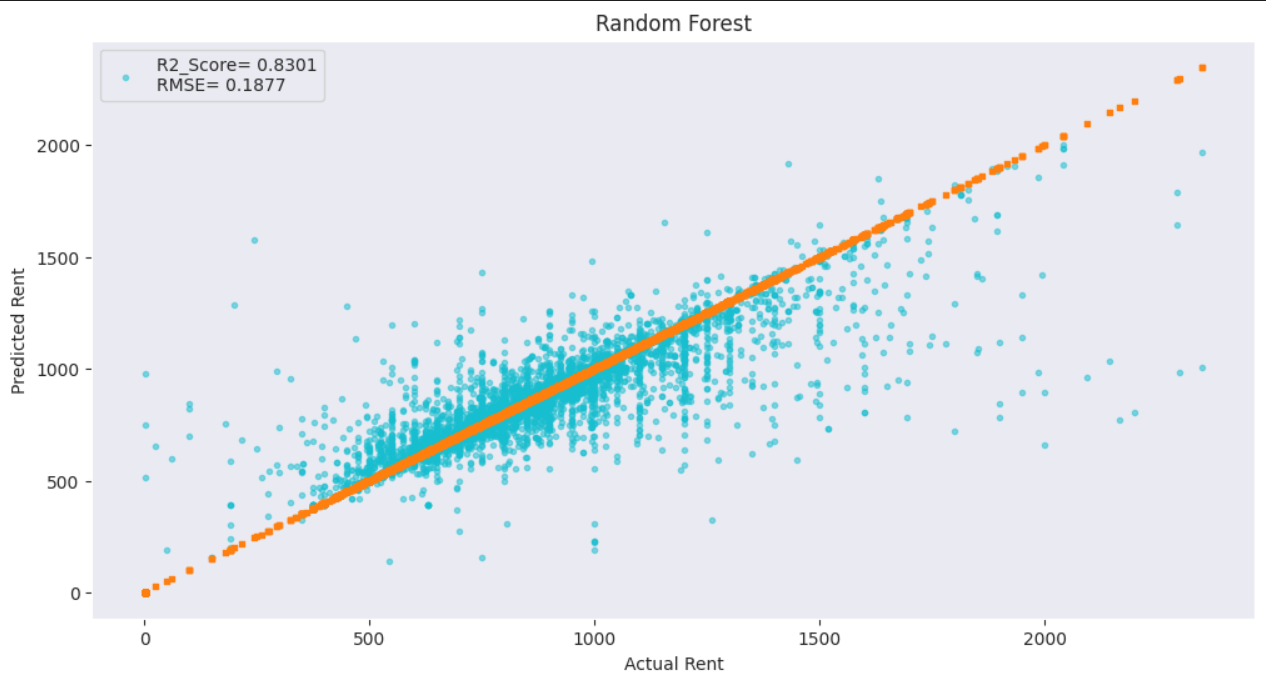 Random Forest
R2_Score= 0.8301
RMSE= 0.1877
2000
1500
1000
500
0
Predicted Rent
0 500 1000 1500 2000
Actual Rent